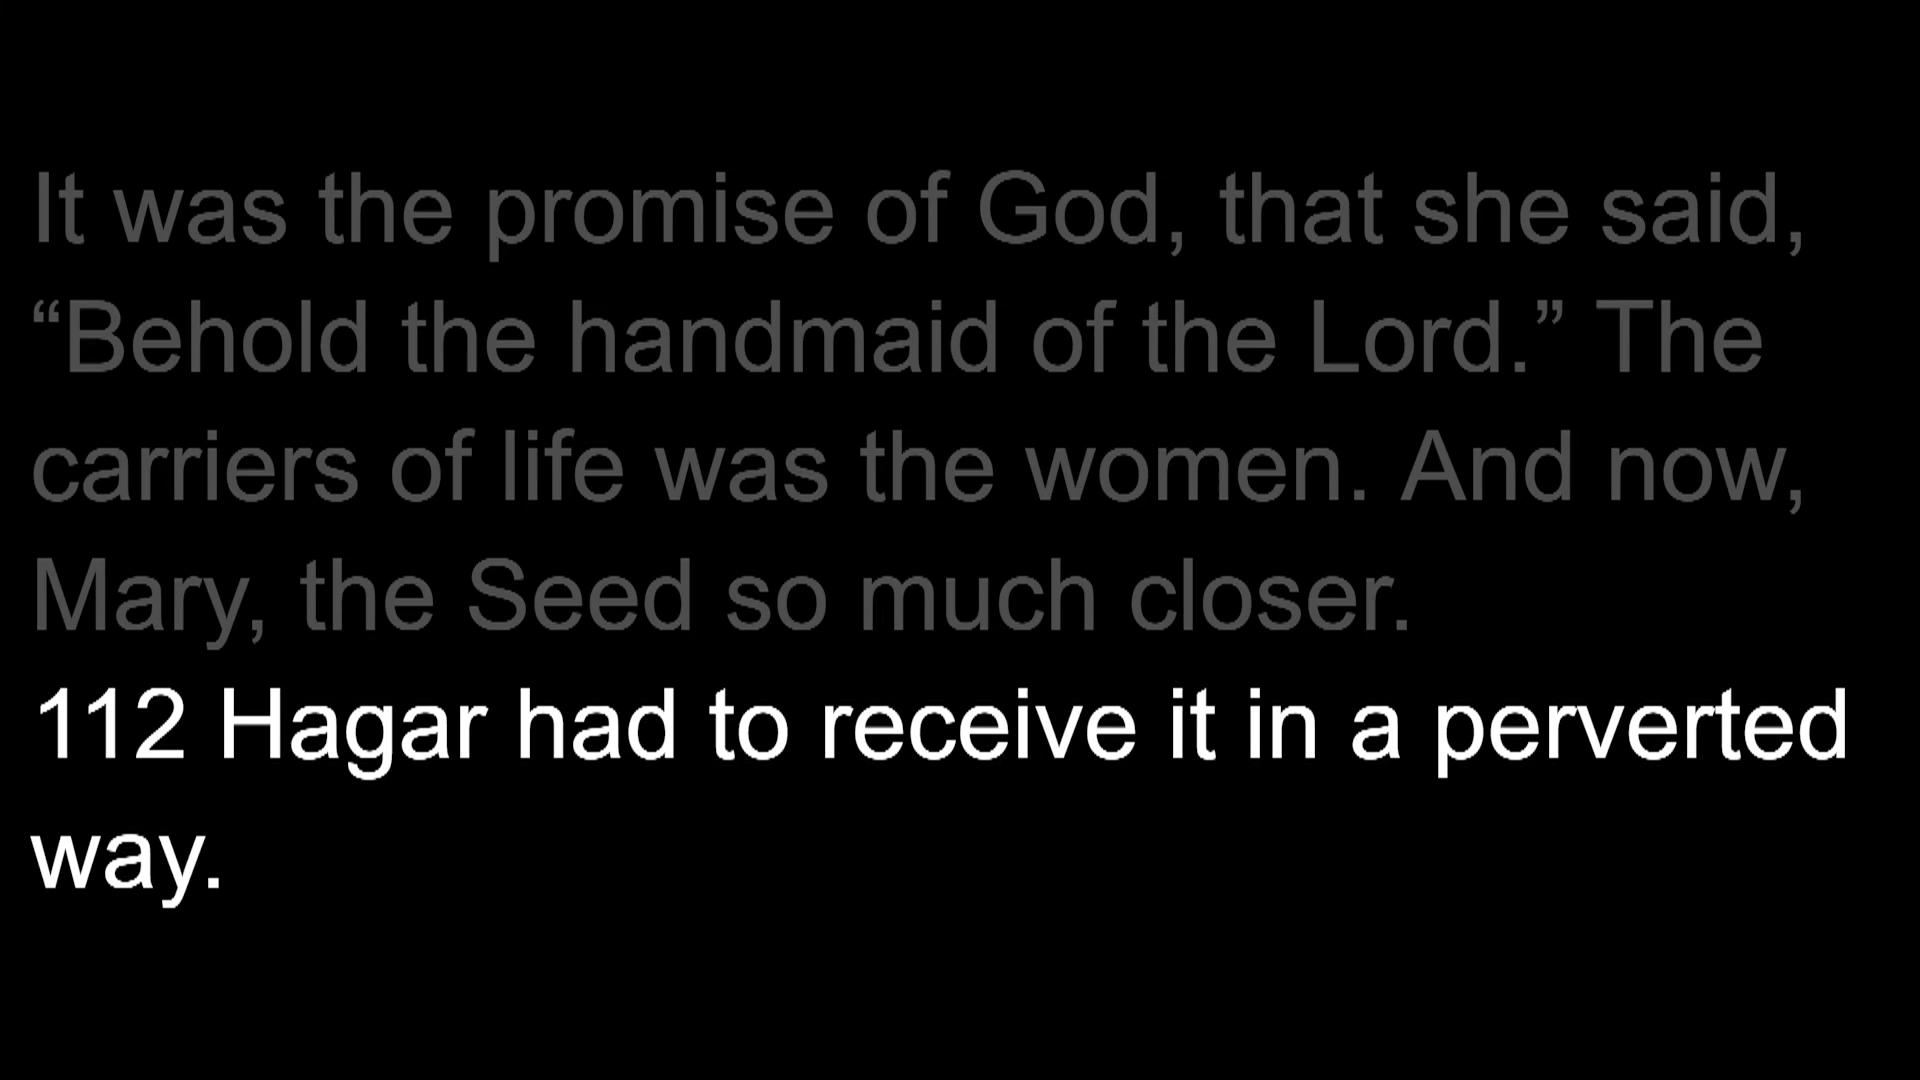 It was the promise of God, that she said,
“Behold the handmaid of the Lord.” The
carriers of life was the women. And now,
Mary, the Seed so much closer.
112 Hagar had to receive it in a perverted
way.